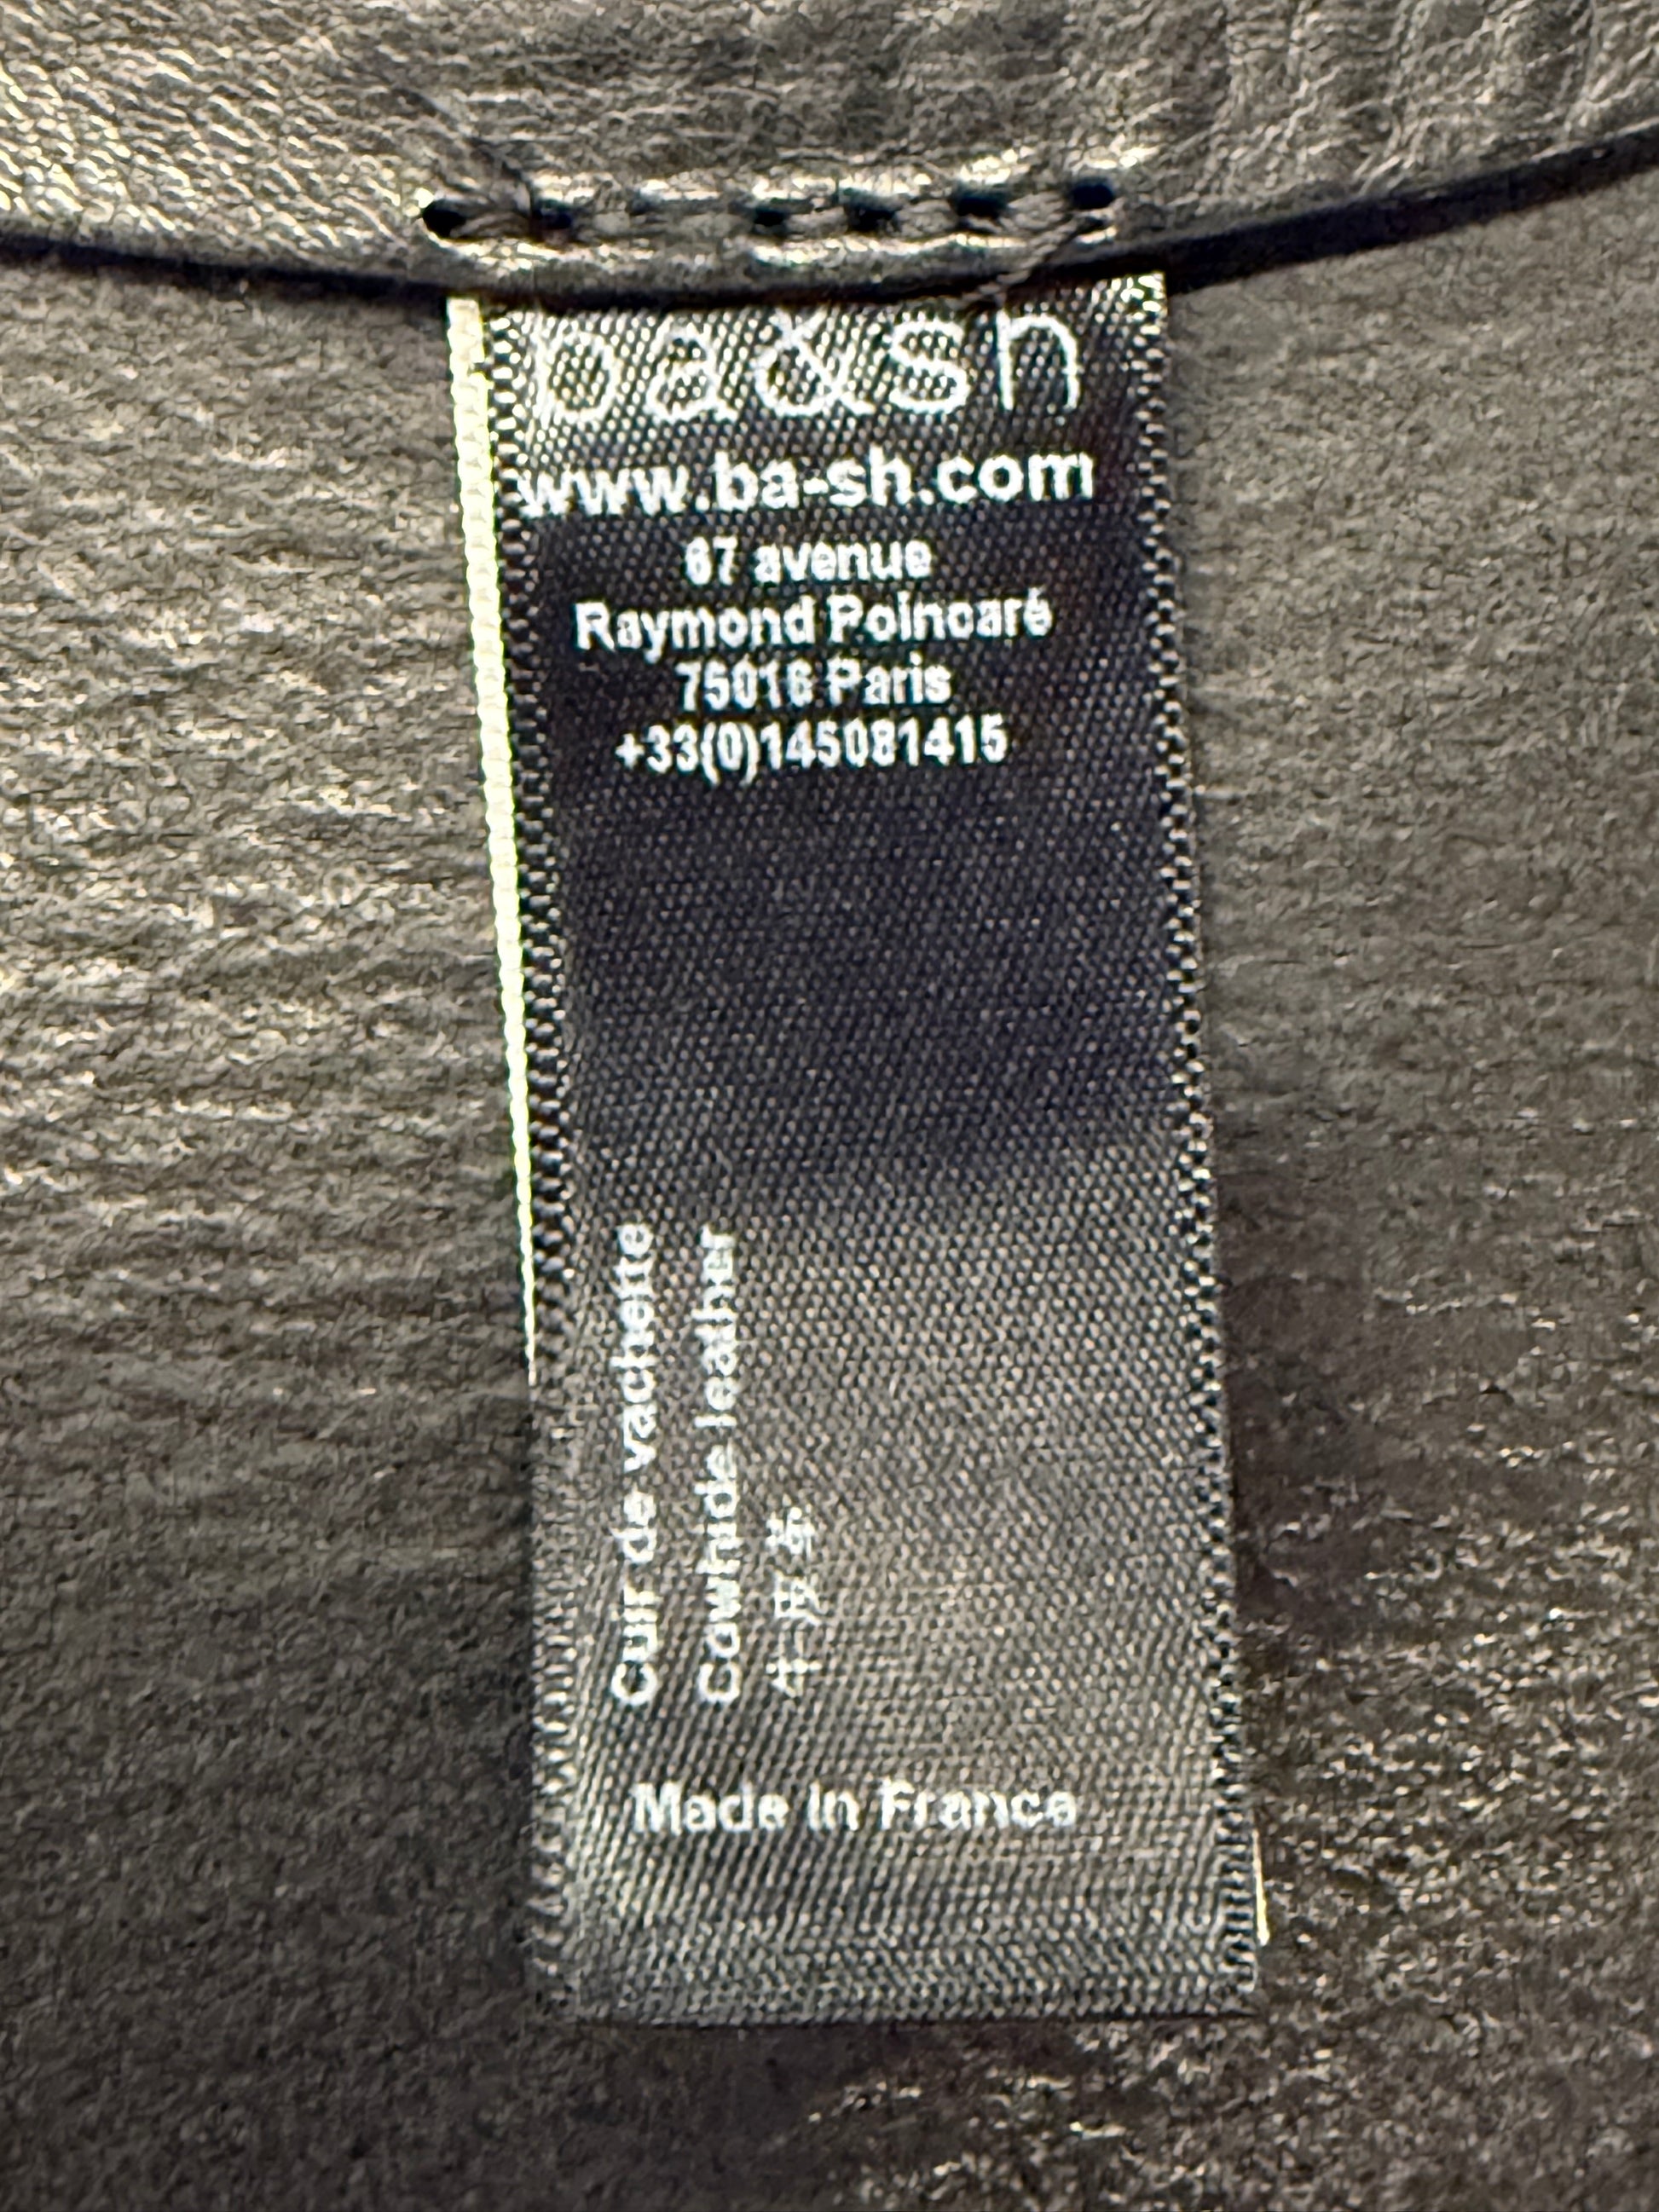 ba&sh
www.ba-sh.com
67 avenue
Raymond Poincaré
75016 Paris
+33(0)145081415
Cuir de vachette
Cowhide leather
牛皮革
Made in France